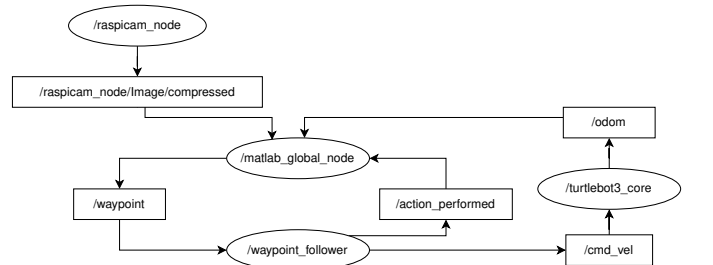 /raspicam_node
/raspicam_node/Image/compressed
/odom
/matlab_global_node
/turtlebot3_core
/waypoint
/action_performed
/waypoint_follower
/cmd_vel